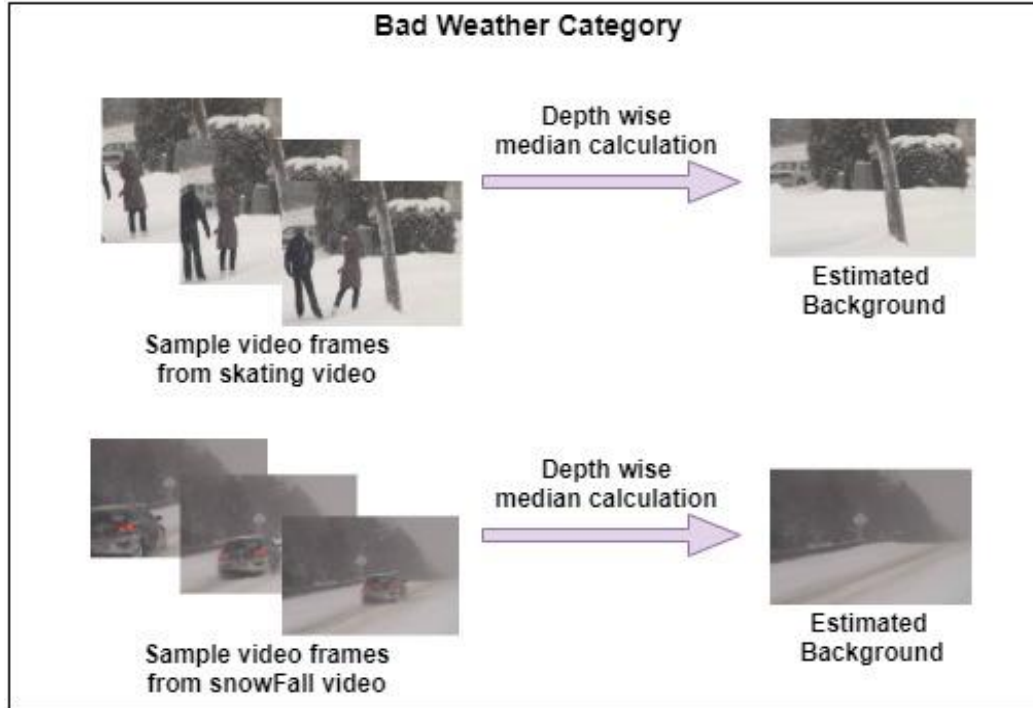 Bad Weather Category
Depth wise
median calculation
Estimated
Background
Sample video frames
from skating video
Depth wise
median calculation
Estimated
Background
Sample video frames
from snowFall video